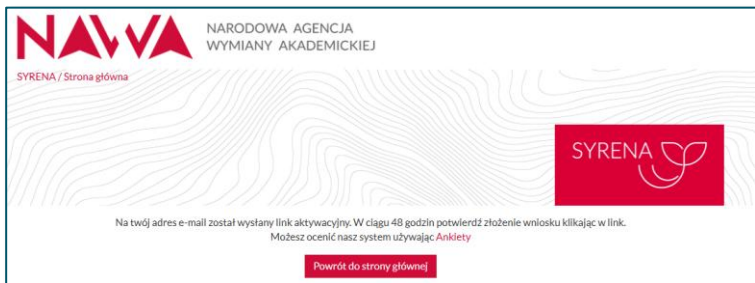 NAWA
NARODOWA AGENCJA
WYMIANY AKADEMICKIEJ
SYRENA / Strona główna
SYRENA
Na twój adres e-mail został wysłany link aktywacyjny. W ciągu 48 godzin potwierdź złożenie wniosku klikając w link.
Możesz ocenić nasz system używając Ankiety
Powrót do strony głównej